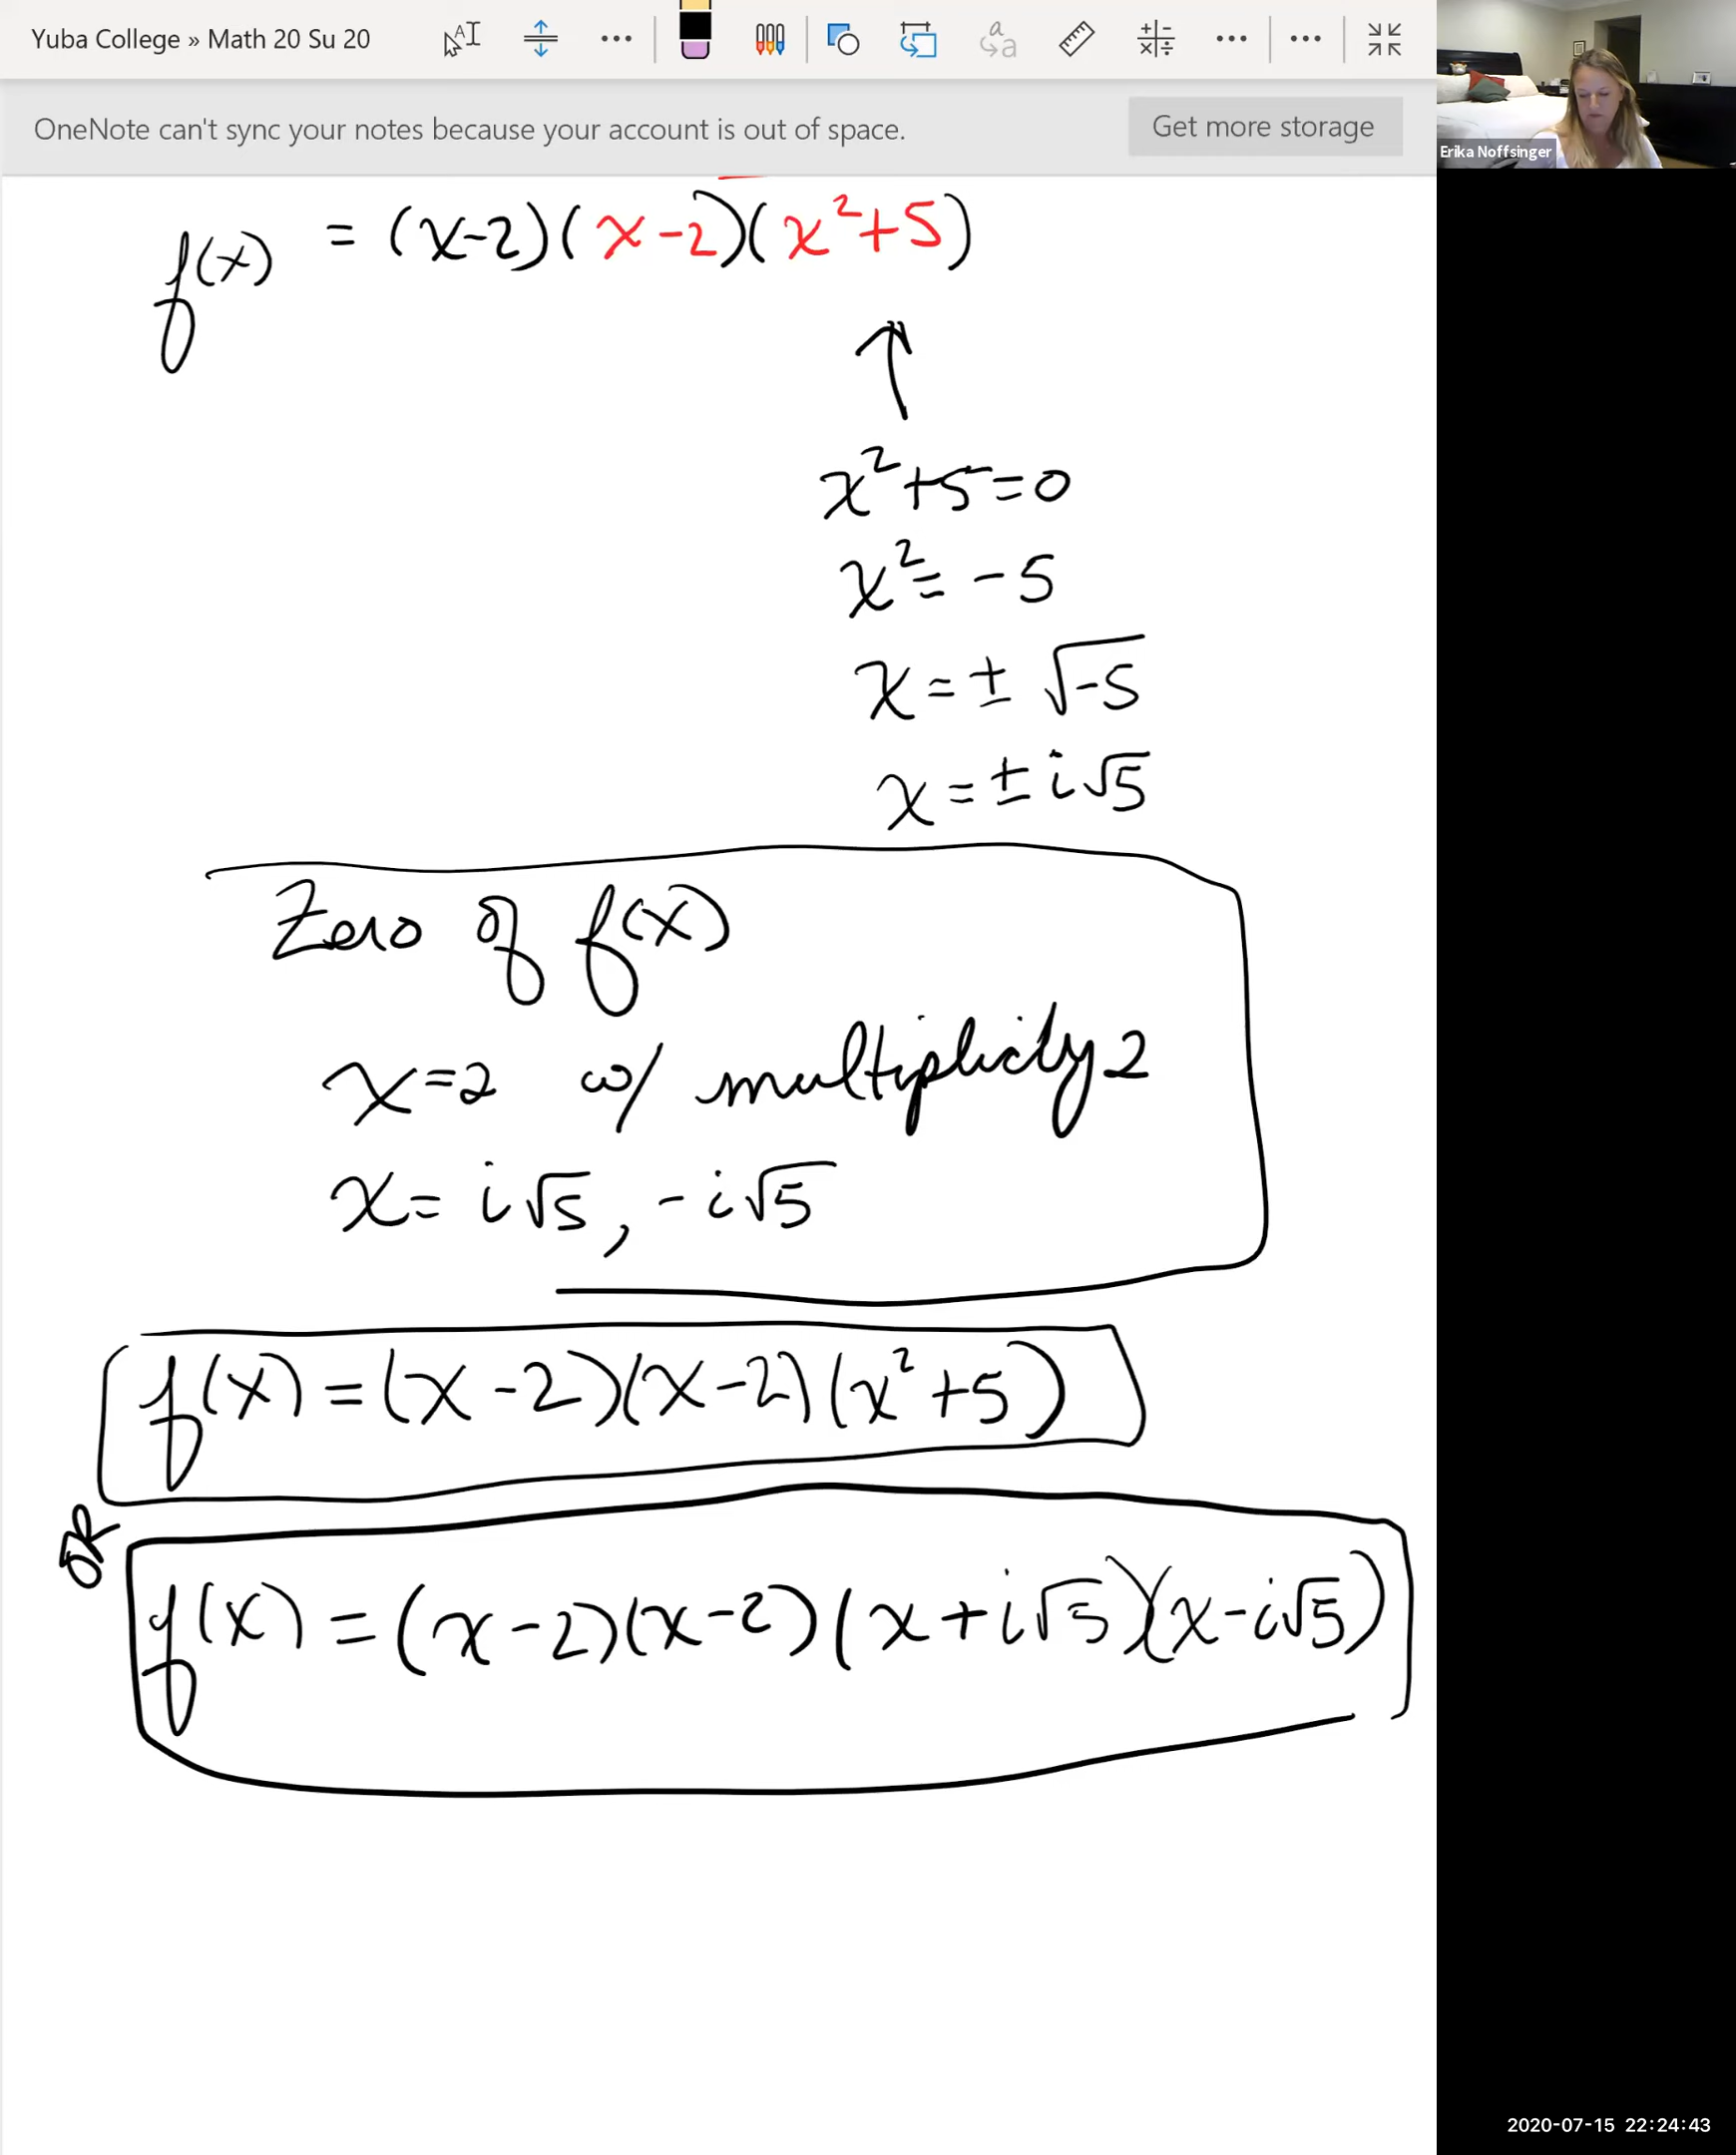 Yuba College » Math 20 Su 20
OneNote can't sync your notes because your account is out of space.
Get more storage
Erika Noffsinger
f(x) = (x-2)(x-2)(x²+5)
x²+5=0
x²=-5
x=±√-5
x=±i√5
Zero of f(x)
x=2 w/ multiplicity 2
x=i√5, -i√5
f(x)=(x-2)(x-2)(x²+5)
OR
f(x)=(x-2)(x-2)(x+i√5)(x-i√5)
2020-07-15 22:24:43